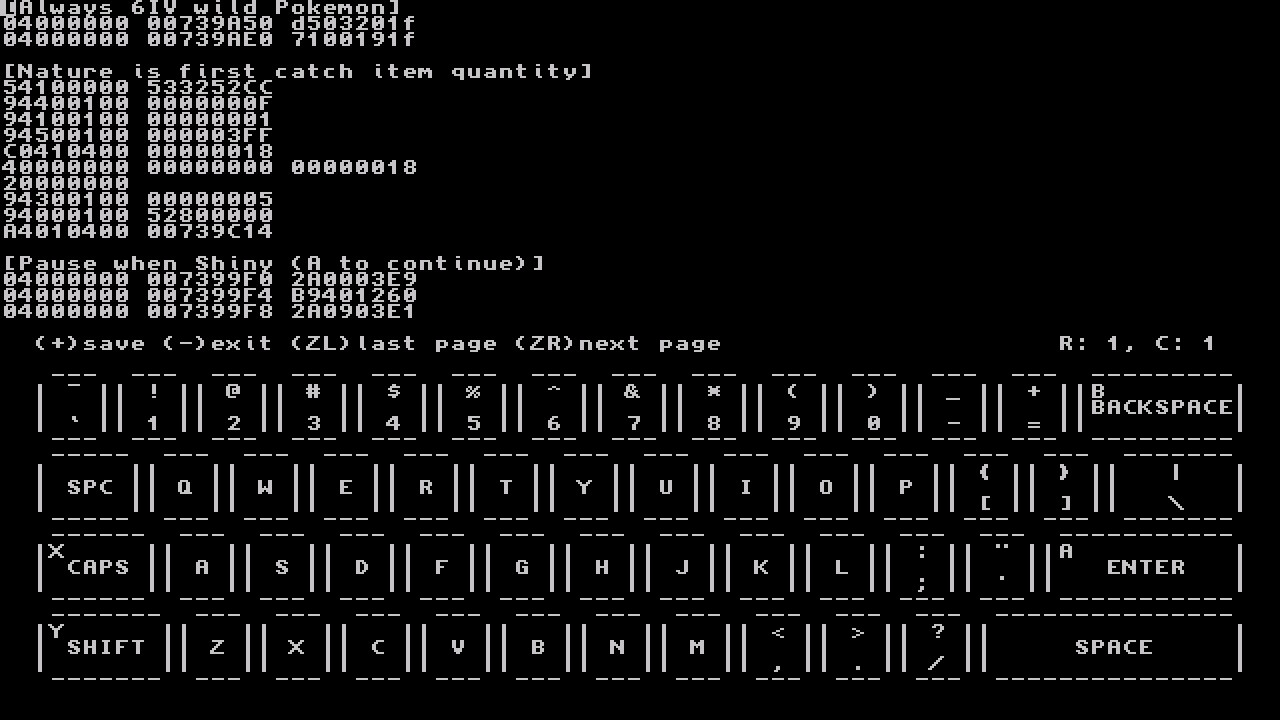 [Always 6IV wild Pokemon]
04000000 00739A50 d503201f
04000000 00739AE0 7100191f
[Nature is first catch item quantity]
54100000 533252CC
94400100 0000000F
94100100 00000001
94500100 000003FF
C0410400 00000018
40000000 00000000 00000018
20000000
94300100 00000005
94000100 52800000
A4010400 00739C14
[Pause when Shiny (A to continue)]
04000000 007399F0 2A0003E9
04000000 007399F4 B9401260
04000000 007399F8 2A0903E1
(+)save (-)exit (ZL)last page (ZR)next page R: 1, C: 1
~ ! @ # $ % ^ & * ( ) _ + B
` 1 2 3 4 5 6 7 8 9 0 - = BACKSPACE
SPC Q W E R T Y U I O P { [ } ] | \
X CAPS A S D F G H J K L : ; " ' A ENTER
Y SHIFT Z X C V B N M < , > . ? / SPACE